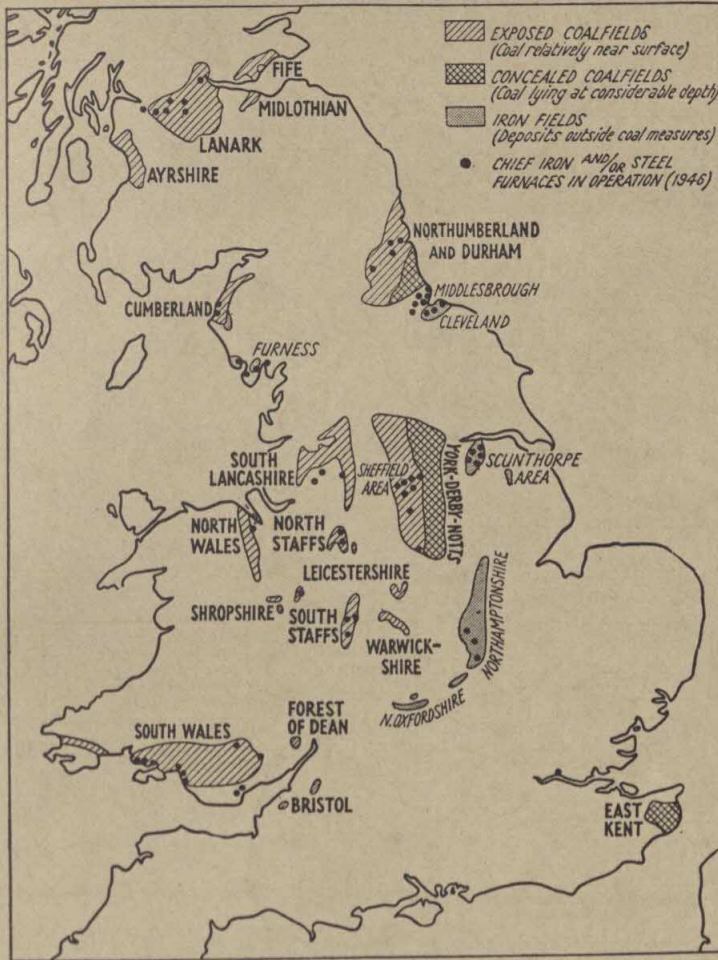 EXPOSED COALFIELDS
(Coal relatively near surface)
CONCEALED COALFIELDS
(Coal lying at considerable depth)
IRON FIELDS
(Deposits outside coal measures)
CHIEF IRON AND/OR STEEL
FURNACES IN OPERATION (1946)
FIFE
MIDLOTHIAN
LANARK
AYRSHIRE
NORTHUMBERLAND
AND DURHAM
MIDDLESBROUGH
CLEVELAND
CUMBERLAND
FURNESS
SOUTH
LANCASHIRE
SHEFFIELD
AREA
YORK-DERBY-NOTTS
SCUNTHORPE
AREA
NORTH
WALES
NORTH
STAFFS
LEICESTERSHIRE
SHROPSHIRE
SOUTH
STAFFS
WARWICK-
SHIRE
NORTHAMPTONSHIRE
N.OXFORDSHIRE
SOUTH WALES
FOREST
OF DEAN
BRISTOL
EAST
KENT